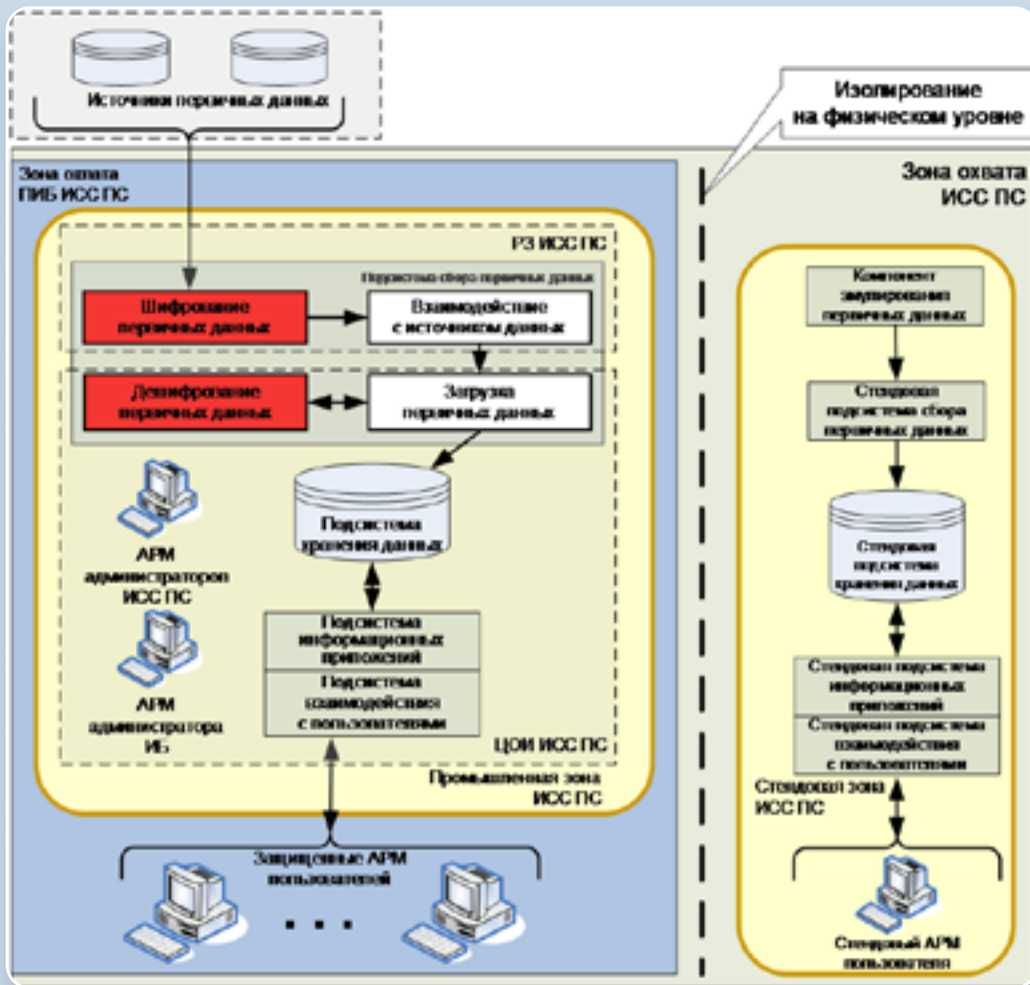 Источники первичных данных
Изолирование
на физическом уровне
Зона охвата
ПИБ ИСС ПС
Зона охвата
ИСС ПС
РЗ ИСС ПС
Подсистема сбора первичных данных
Шифрование
первичных данных
Взаимодействие
с источником данных
Дешифрование
первичных данных
Загрузка
первичных данных
Подсистема
хранения данных
АРМ
администраторов
ИСС ПС
АРМ
администратора
ИБ
Подсистема
информационных
приложений
Подсистема
взаимодействия
с пользователями
ЦОИ ИСС ПС
Промышленная зона
ИСС ПС
Защищенные АРМ
пользователей
Компонент
эмулирования
первичных данных
Стендовая
подсистема сбора
первичных данных
Стендовая
подсистема
хранения данных
Стендовая подсистема
информационных
приложений
Стендовая подсистема
взаимодействия
с пользователями
Стендовая зона
ИСС ПС
Стендовый АРМ
пользователя